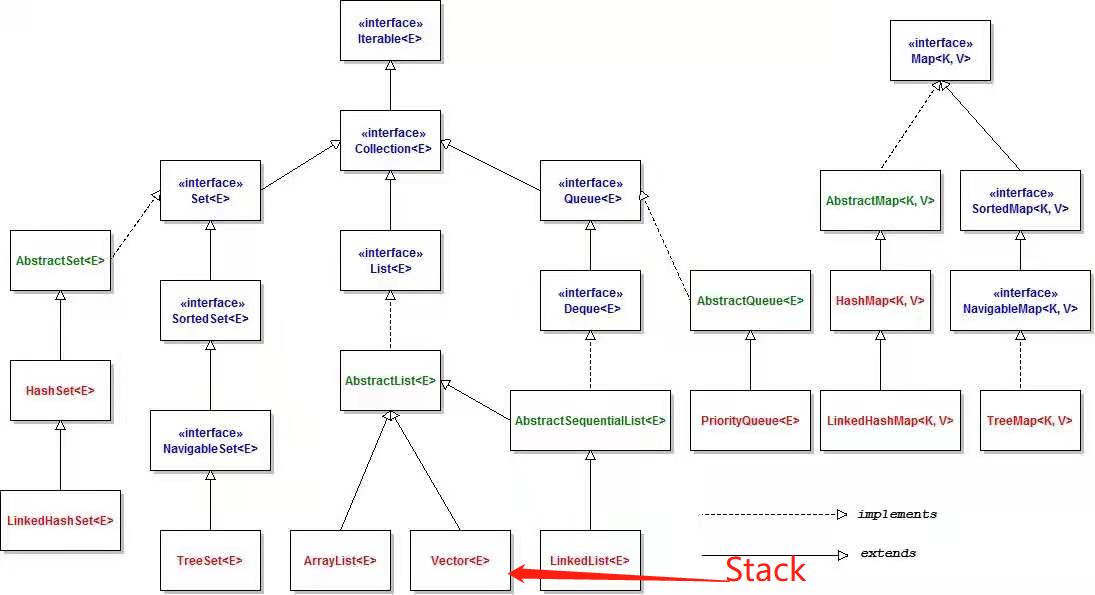 «interface»
Iterable<E>
«interface»
Map<K, V>
«interface»
Collection<E>
«interface»
Set<E>
«interface»
Queue<E>
AbstractMap<K, V>
«interface»
SortedMap<K, V>
AbstractSet<E>
«interface»
List<E>
«interface»
SortedSet<E>
«interface»
Deque<E>
AbstractQueue<E>
HashMap<K, V>
«interface»
NavigableMap<K, V>
HashSet<E>
AbstractList<E>
«interface»
NavigableSet<E>
AbstractSequentialList<E>
PriorityQueue<E>
LinkedHashMap<K, V>
TreeMap<K, V>
LinkedHashSet<E>
implements
TreeSet<E>
ArrayList<E>
Vector<E>
LinkedList<E>
extends
Stack